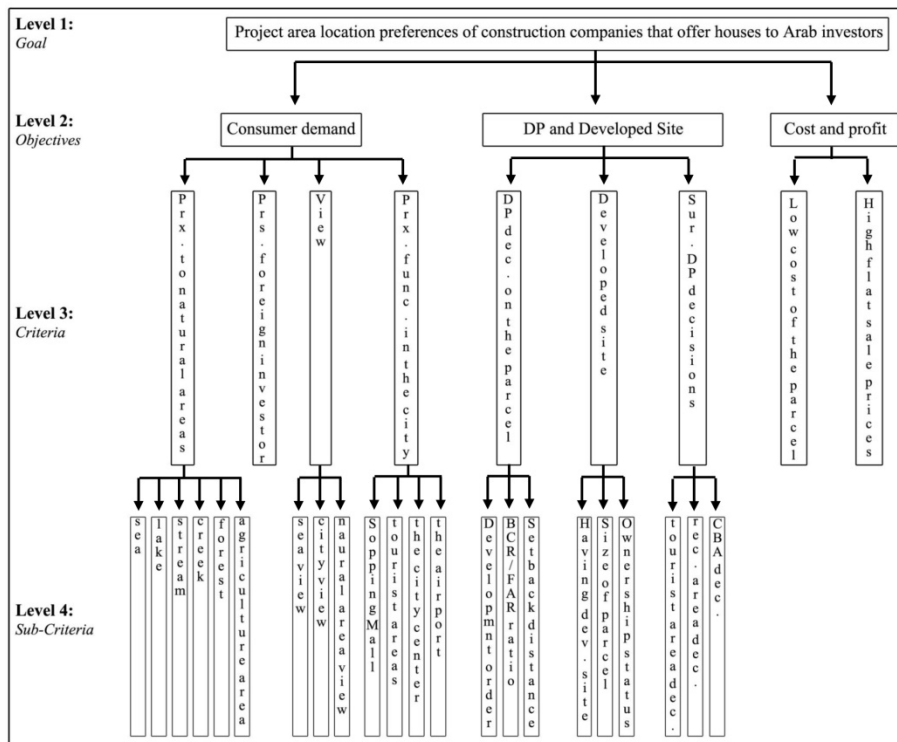 Level 1:
Goal
Project area location preferences of construction companies that offer houses to Arab investors
Level 2:
Objectives
Consumer demand
DP and Developed Site
Cost and profit
Level 3:
Criteria
Prx. to natural areas
Prs. foreign investor
View
Prx. func. in the city
DP dec. on the parcel
Developed site
Sur. DP decisions
Low cost of the parcel
High flat sale prices
Level 4:
Sub-Criteria
sea
lake
stream
creek
forest
agriculture area
sea view
city view
naural area view
Sopping Mall
tourist areas
the city center
the airport
Developmnt order
BCR/FAR ratio
Setback distance
Having dev. site
Size of parcel
Ownership status
tourist area dec.
rec. area dec.
CBA dec.